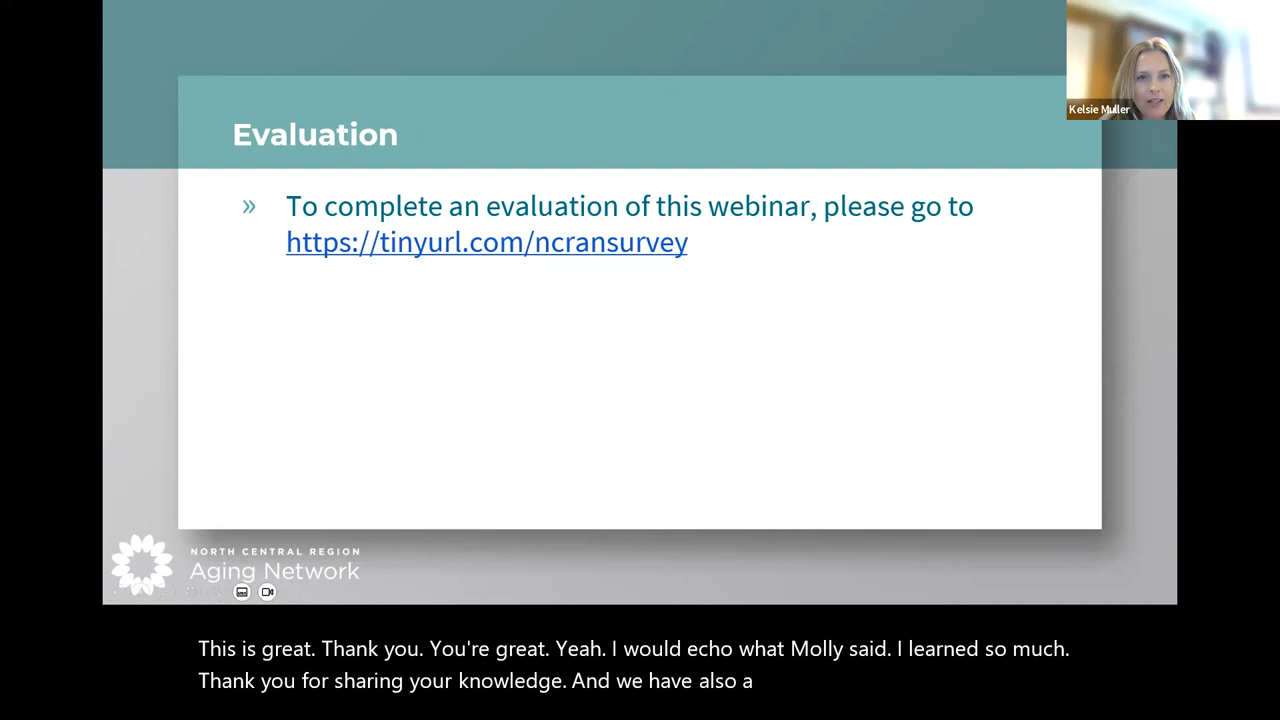 Kelsie Muller
Evaluation
» To complete an evaluation of this webinar, please go to
https://tinyurl.com/ncransurvey
NORTH CENTRAL REGION
Aging Network
This is great. Thank you. You're great. Yeah. I would echo what Molly said. I learned so much.
Thank you for sharing your knowledge. And we have also a